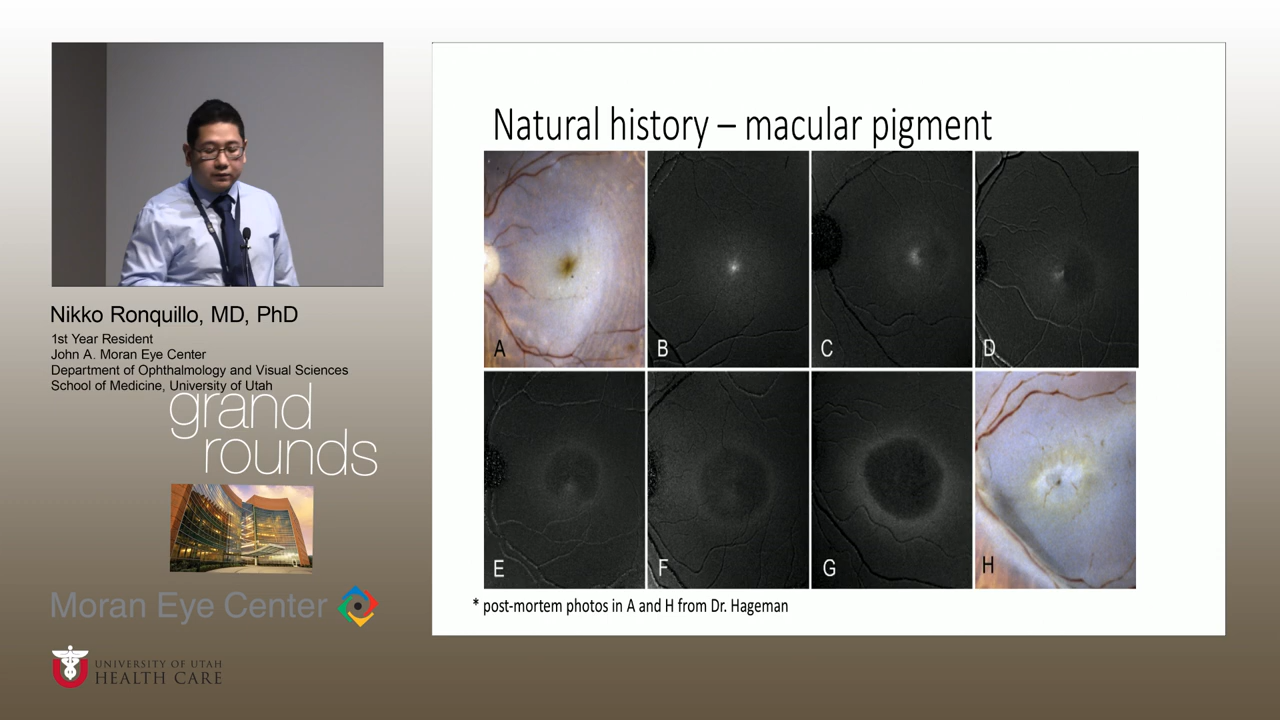 Natural history – macular pigment
A
B
C
D
E
F
G
H
* post-mortem photos in A and H from Dr. Hageman
Nikko Ronquillo, MD, PhD
1st Year Resident
John A. Moran Eye Center
Department of Ophthalmology and Visual Sciences
School of Medicine, University of Utah
grand
rounds
Moran Eye Center
U
UNIVERSITY OF UTAH
HEALTH CARE